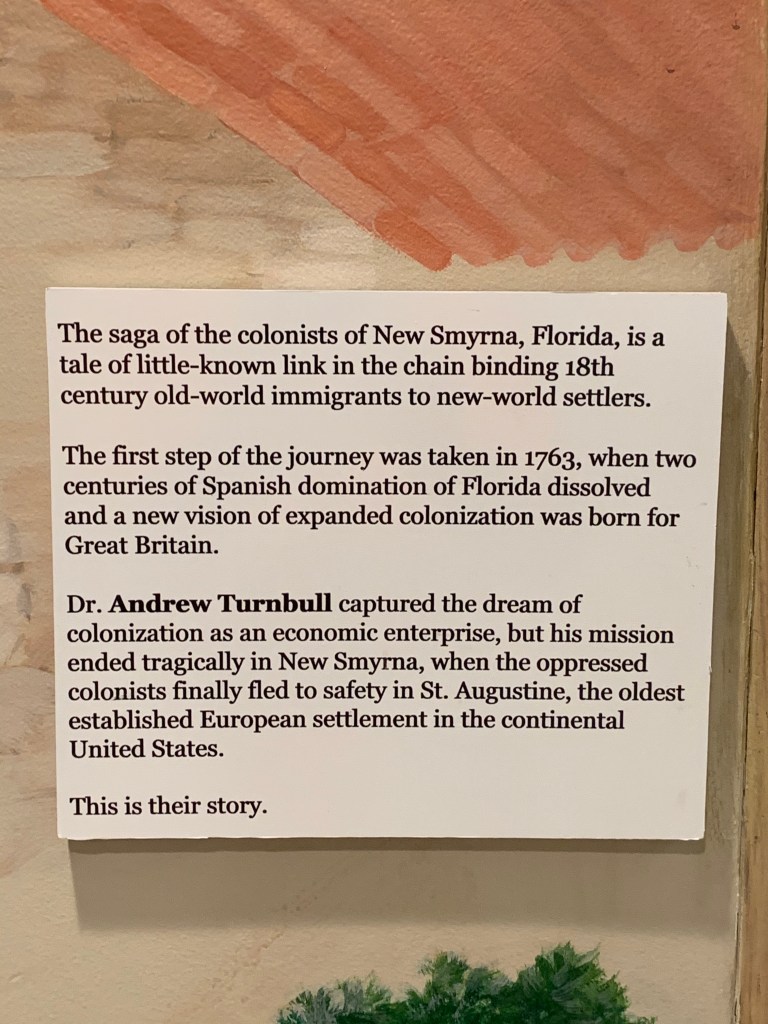 The saga of the colonists of New Smyrna, Florida, is a
tale of little-known link in the chain binding 18th
century old-world immigrants to new-world settlers.
The first step of the journey was taken in 1763, when two
centuries of Spanish domination of Florida dissolved
and a new vision of expanded colonization was born for
Great Britain.
Dr. Andrew Turnbull captured the dream of
colonization as an economic enterprise, but his mission
ended tragically in New Smyrna, when the oppressed
colonists finally fled to safety in St. Augustine, the oldest
established European settlement in the continental
United States.
This is their story.